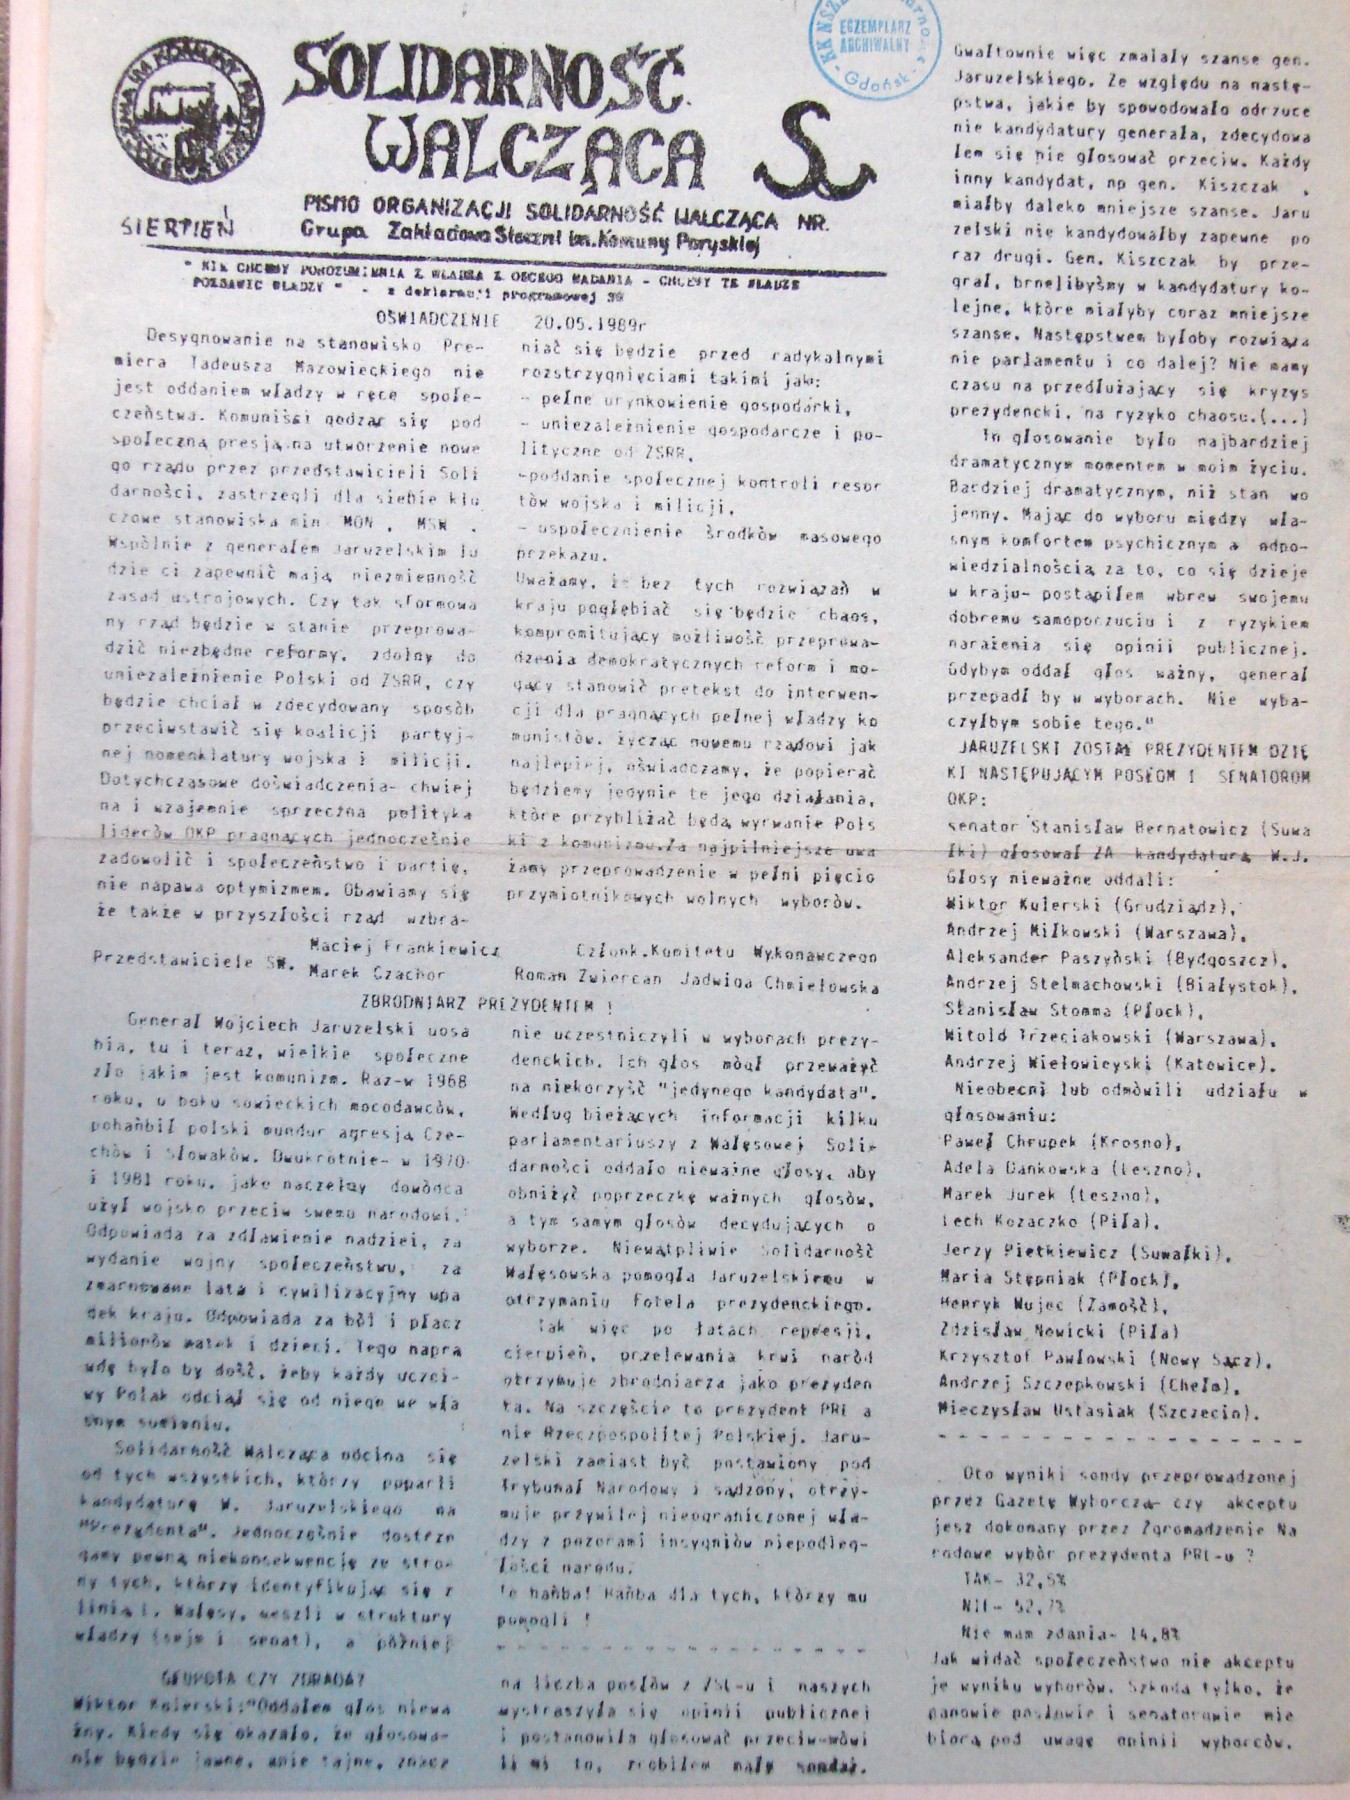 SOLIDARNOŚĆ
WALCZĄCA
EGZEMPLARZ
ARCHIWALNY
Gdańsk
SIERPIEŃ
PISMO ORGANIZACJI SOLIDARNOŚĆ WALCZĄCA NR.
Grupa Zakładowa Stoczni im. Komuny Paryskiej
" NIE CHCEMY POROZUMIENIA Z WŁADZĄ Z OBCEGO NADANIA - CHCEMY TĘ WŁADZĘ
POZBAWIĆ WŁADZY " - z deklaracji programowej SW
OŚWIADCZENIE 20.05.1989r
Desygnowanie na stanowisko Pre-
miera Tadeusza Mazowieckiego nie
jest oddaniem władzy w ręce społe-
czeństwa. Komuniści godząc się pod
społeczną presją na utworzenie nowe
go rządu przez przedstawicieli Soli
darności, zastrzegli dla siebie klu
czowe stanowiska min MON , MSW .
Wspólnie z generałem Jaruzelskim lu
dzie ci zapewnić mają niezmienność
zasad ustrojowych. Czy tak sformowa
ny rząd będzie w stanie przeprowa-
dzić niezbędne reformy, zdolny do
uniezależnienie Polski od ZSRR, czy
będzie chciał w zdecydowany sposób
przeciwstawić się koalicji partyj-
nej nomenklatury wojska i milicji.
Dotychczasowe doświadczenia- chwiej
na i wzajemnie sprzeczna polityka
liderów OKP pragnących jednocześnie
zadowolić i społeczeństwo i partię,
nie napawa optymizmem. Obawiamy się
że także w przyszłości rząd wzbra-
niać się będzie przed radykalnymi
rozstrzygnięciami takimi jak:
- pełne urynkowienie gospodarki,
- uniezależnienie gospodarcze i po-
lityczne od ZSRR,
-poddanie społecznej kontroli resor
tów wojska i milicji,
- uspołecznienie środków masowego
przekazu.
Uważamy, że bez tych rozwiązań w
kraju pogłębiać się będzie chaos,
kompromitujący możliwość przeprowa-
dzenia demokratycznych reform i mo-
gący stanowić pretekst do interwen-
cji dla pragnących pełnej władzy ko
munistów. życząc nowemu rządowi jak
najlepiej, oświadczamy, że popierać
będziemy jedynie te jego działania,
które przybliżać będą wyrwanie Pols
ki z komunizmu.Za najpilniejsze uwa
żamy przeprowadzenie w pełni pięcio
przymiotnikowych wolnych wyborów.
Przedstawiciele SW. Maciej Frankiewicz
Marek Czachor
Członk.Komitetu Wykonawczego
Roman Zwiercan Jadwiga Chmielowska
ZBRODNIARZ PREZYDENTEM !
Generał Wojciech Jaruzelski uosa
bia, tu i teraz, wielkie społeczne
zło jakim jest komunizm. Raz-w 1968
roku, u boku sowieckich mocodawców,
pohańbił polski mundur agresją Cze-
chów i Słowaków. Dwukrotnie- w 1970
i 1981 roku, jako naczelny dowódca
użył wojsko przeciw swemu narodowi.
Odpowiada za zdławienie nadziei, za
wydanie wojny społeczeństwu, za
zmarnowane lata i cywilizacyjny upa
dek kraju. Odpowiada za ból i płacz
milionów matek i dzieci. Tego napra
wdę było by dość, żeby każdy uczci-
wy Polak odciął się od niego we wła
snym sumieniu.
Solidarność Walcząca odcina się
od tych wszystkich, którzy poparli
kandydaturę W. Jaruzelskiego na
"Prezydenta". Jednocześnie dostrze
gamy pewną niekonsekwencję ze stro-
ny tych, którzy identyfikując się z
linią L. Wałęsy, weszli w struktury
władzy (sejm i senat), a później
nie uczestniczyli w wyborach prezy-
denckich. Ich głos mógł przeważyć
na niekorzyść "jedynego kandydata".
Według bieżących informacji kilku
parlamentariuszy z Wałęsowej Soli-
darności oddało nieważne głosy, aby
obniżyć poprzeczkę ważnych głosów,
a tym samym głosów decydujących o
wyborze. Niewątpliwie Solidarność
Wałęsowska pomogła Jaruzelskiemu w
otrzymaniu Fotela prezydenckiego.
Tak więc po latach represji,
cierpień, przelewania krwi naród
otrzymuje zbrodniarza jako prezyden
ta. Na szczęście to prezydent PRL a
nie Rzeczpospolitej Polskiej. Jaru-
zelski zamiast być postawiony pod
Trybunał Narodowy i sądzony, otrzy-
muje przywilej nieograniczonej wła-
dzy z pozorami insygniów niepodleg-
łości narodu.
To hańba! Hańba dla tych, którzy mu
pomogli !
- - - - - - - - - - - - - - - - - -
GŁUPOTA CZY ZDRADA?
Wiktor Kulerski:"Oddałem głos niewa
żny. Kiedy się okazało, że głosowa-
nie będzie jawne, anie tajne, znacz
na liczba posłów z ZSL-u i naszych
wystraszyła się opinii publicznej
i postanowiła głosować przeciw-mówi
li mi to, zrobiłem mały sondaż.
Gwałtownie więc zmalały szanse gen.
Jaruzelskiego. Ze względu na nastę-
pstwa, jakie by spowodowało odrzuce
nie kandydatury generała, zdecydowa
łem się nie głosować przeciw. Każdy
inny kandydat, np gen. Kiszczak ,
miałby daleko mniejsze szanse. Jaru
zelski nie kandydowałby zapewne po
raz drugi. Gen. Kiszczak by prze-
grał, brnelibyśmy w kandydatury ko-
lejne, które miałyby coraz mniejsze
szanse. Następstwem byłoby rozwiąza
nie parlamentu i co dalej? Nie mamy
czasu na przedłużający się kryzys
prezydencki, na ryzyko chaosu.(...)
To głosowanie było najbardziej
dramatycznym momentem w moim życiu.
Bardziej dramatycznym, niż stan wo
jenny. Mając do wyboru między wła-
snym komfortem psychicznym a odpo-
wiedzialnością za to, co się dzieje
w kraju- postąpiłem wbrew swojemu
dobremu samopoczuciu i z ryzykiem
narażenia się opinii publicznej.
Gdybym oddał głos ważny, generał
przepadł by w wyborach. Nie wyba-
czyłbym sobie tego."
JARUZELSKI ZOSTAŁ PREZYDENTEM DZIĘ
KI NASTĘPUJĄCYM POSŁOM I SENATOROM
OKP:
senator Stanisław Bernatowicz (Suwa
łki) głosował ZA kandydaturą W.J.
Głosy nieważne oddali:
Wiktor Kulerski (Grudziądz),
Andrzej Miłkowski (Warszawa),
Aleksander Paszyński (Bydgoszcz),
Andrzej Stelmachowski (Białystok),
Stanisław Stomma (Płock),
Witold Trzeciakowski (Warszawa),
Andrzej Wiełowieyski (Katowice).
Nieobecni lub odmówili udziału w
głosowaniu:
Paweł Chrupek (Krosno),
Adela Dankowska (Leszno),
Marek Jurek (Leszno),
Lech Kozaczko (Piła),
Jerzy Pietkiewicz (Suwałki),
Maria Stępniak (Płock),
Henryk Wujec (Zamość),
Zdzisław Nowicki (Piła)
Krzysztof Pawłowski (Nowy Sącz),
Andrzej Szczepkowski (Chełm),
Mieczysław Ustasiak (Szczecin).
- - - - - - - - - - - - - - - - - -
Oto wyniki sondy przeprowadzonej
przez Gazetę Wyborczą- czy akceptu
jesz dokonany przez Zgromadzenie Na
rodowe wybór prezydenta PRL-u ?
TAK- 32,5%
NIE- 52,7%
Nie mam zdania- 14,8%
Jak widać społeczeństwo nie akceptu
je wyniku wyborów. Szkoda tylko, że
panowie posłowie i senatorowie nie
biorą pod uwagę opinii wyborców.